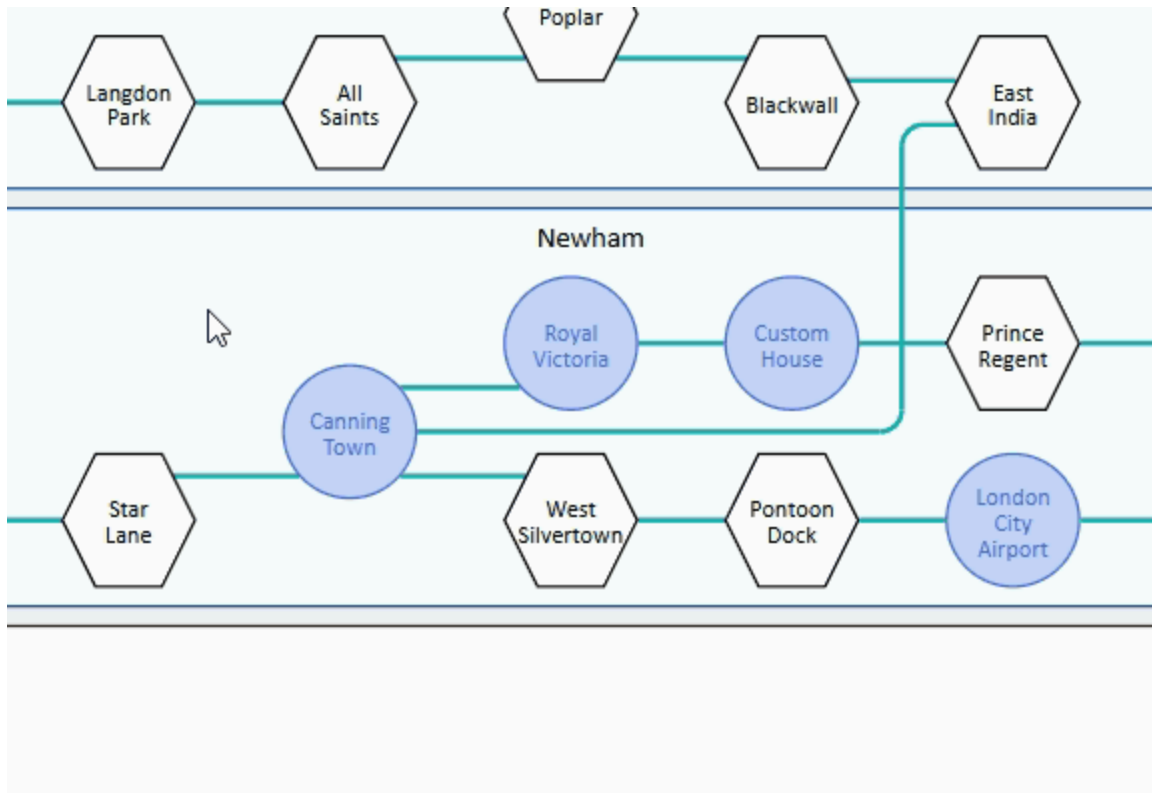 Poplar
Langdon
Park
All
Saints
Blackwall
East
India
Newham
Royal
Victoria
Custom
House
Prince
Regent
Canning
Town
Star
Lane
West
Silvertown
Pontoon
Dock
London
City
Airport